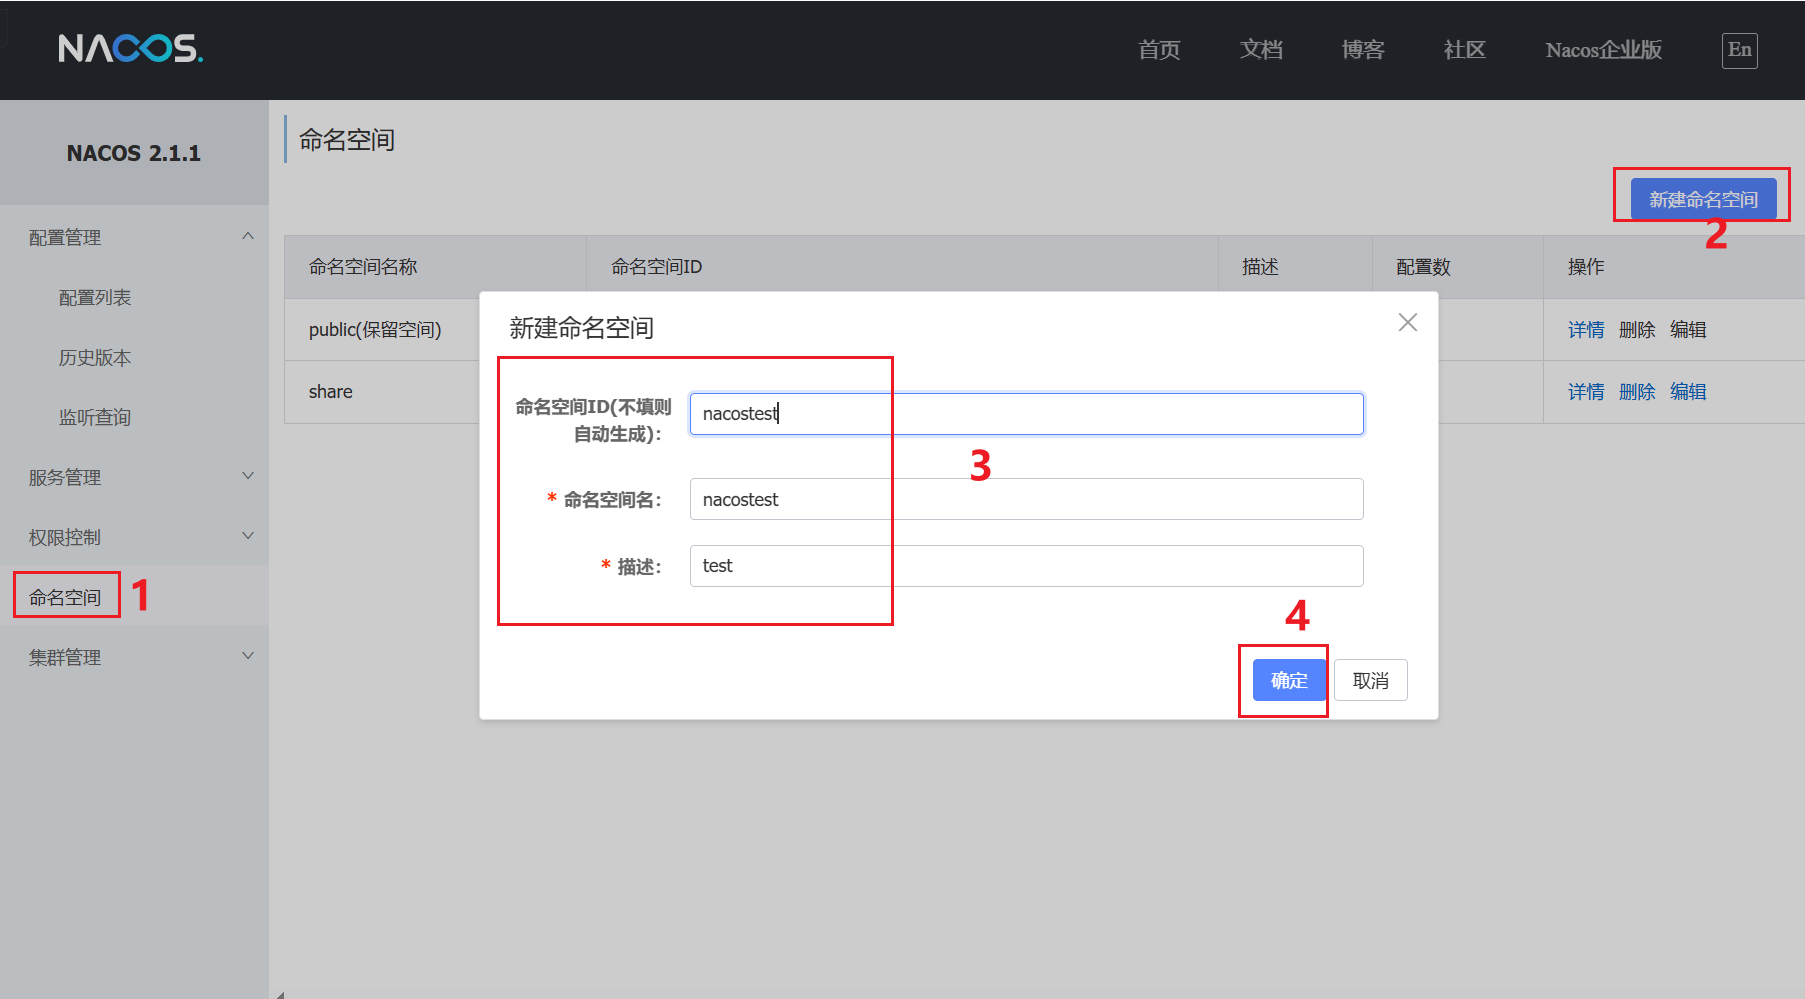 NACOS.
首页
文档
博客
社区
Nacos企业版
En
NACOS 2.1.1
配置管理
配置列表
历史版本
监听查询
服务管理
权限控制
命名空间
1
集群管理
命名空间
新建命名空间
2
命名空间名称
命名空间ID
描述
配置数
操作
public(保留空间)
详情 删除 编辑
share
详情 删除 编辑
新建命名空间
命名空间ID(不填则
自动生成):
nacostest
3
* 命名空间名:
nacostest
* 描述:
test
4
确定
取消